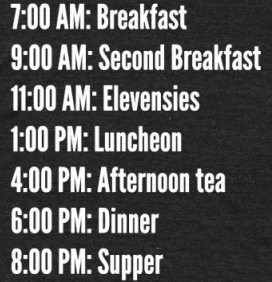 7:00 AM: Breakfast
9:00 AM: Second Breakfast
11:00 AM: Elevensies
1:00 PM: Luncheon
4:00 PM: Afternoon tea
6:00 PM: Dinner
8:00 PM: Supper